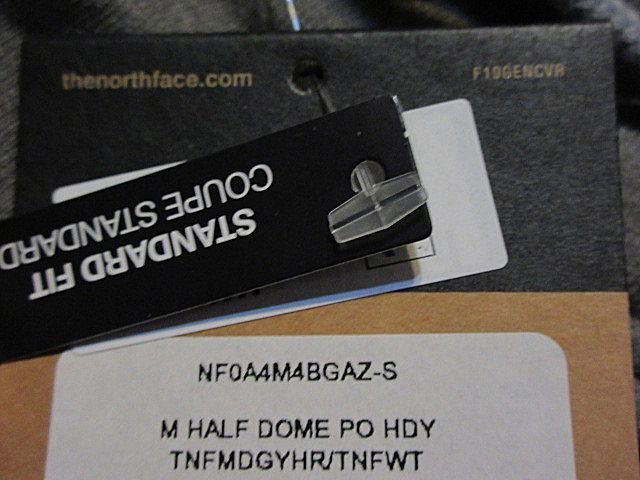 thenorthface.com
F19GENCVR
STANDARD FIT
COUPE STANDARD
NF0A4M4BGAZ-S
M HALF DOME PO HDY
TNFMDGYHR/TNFWT